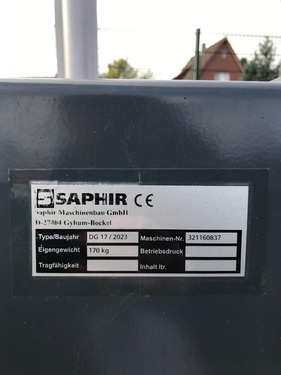 SAPHIR CE
saphir Maschinenbau GmbH
D-27404 Gyhum-Bockel
Type/Baujahr DG 17 / 2023 Maschinen-Nr. 321160837
Eigengewicht 170 kg Betriebsdruck
Tragfähigkeit Inhalt ltr.